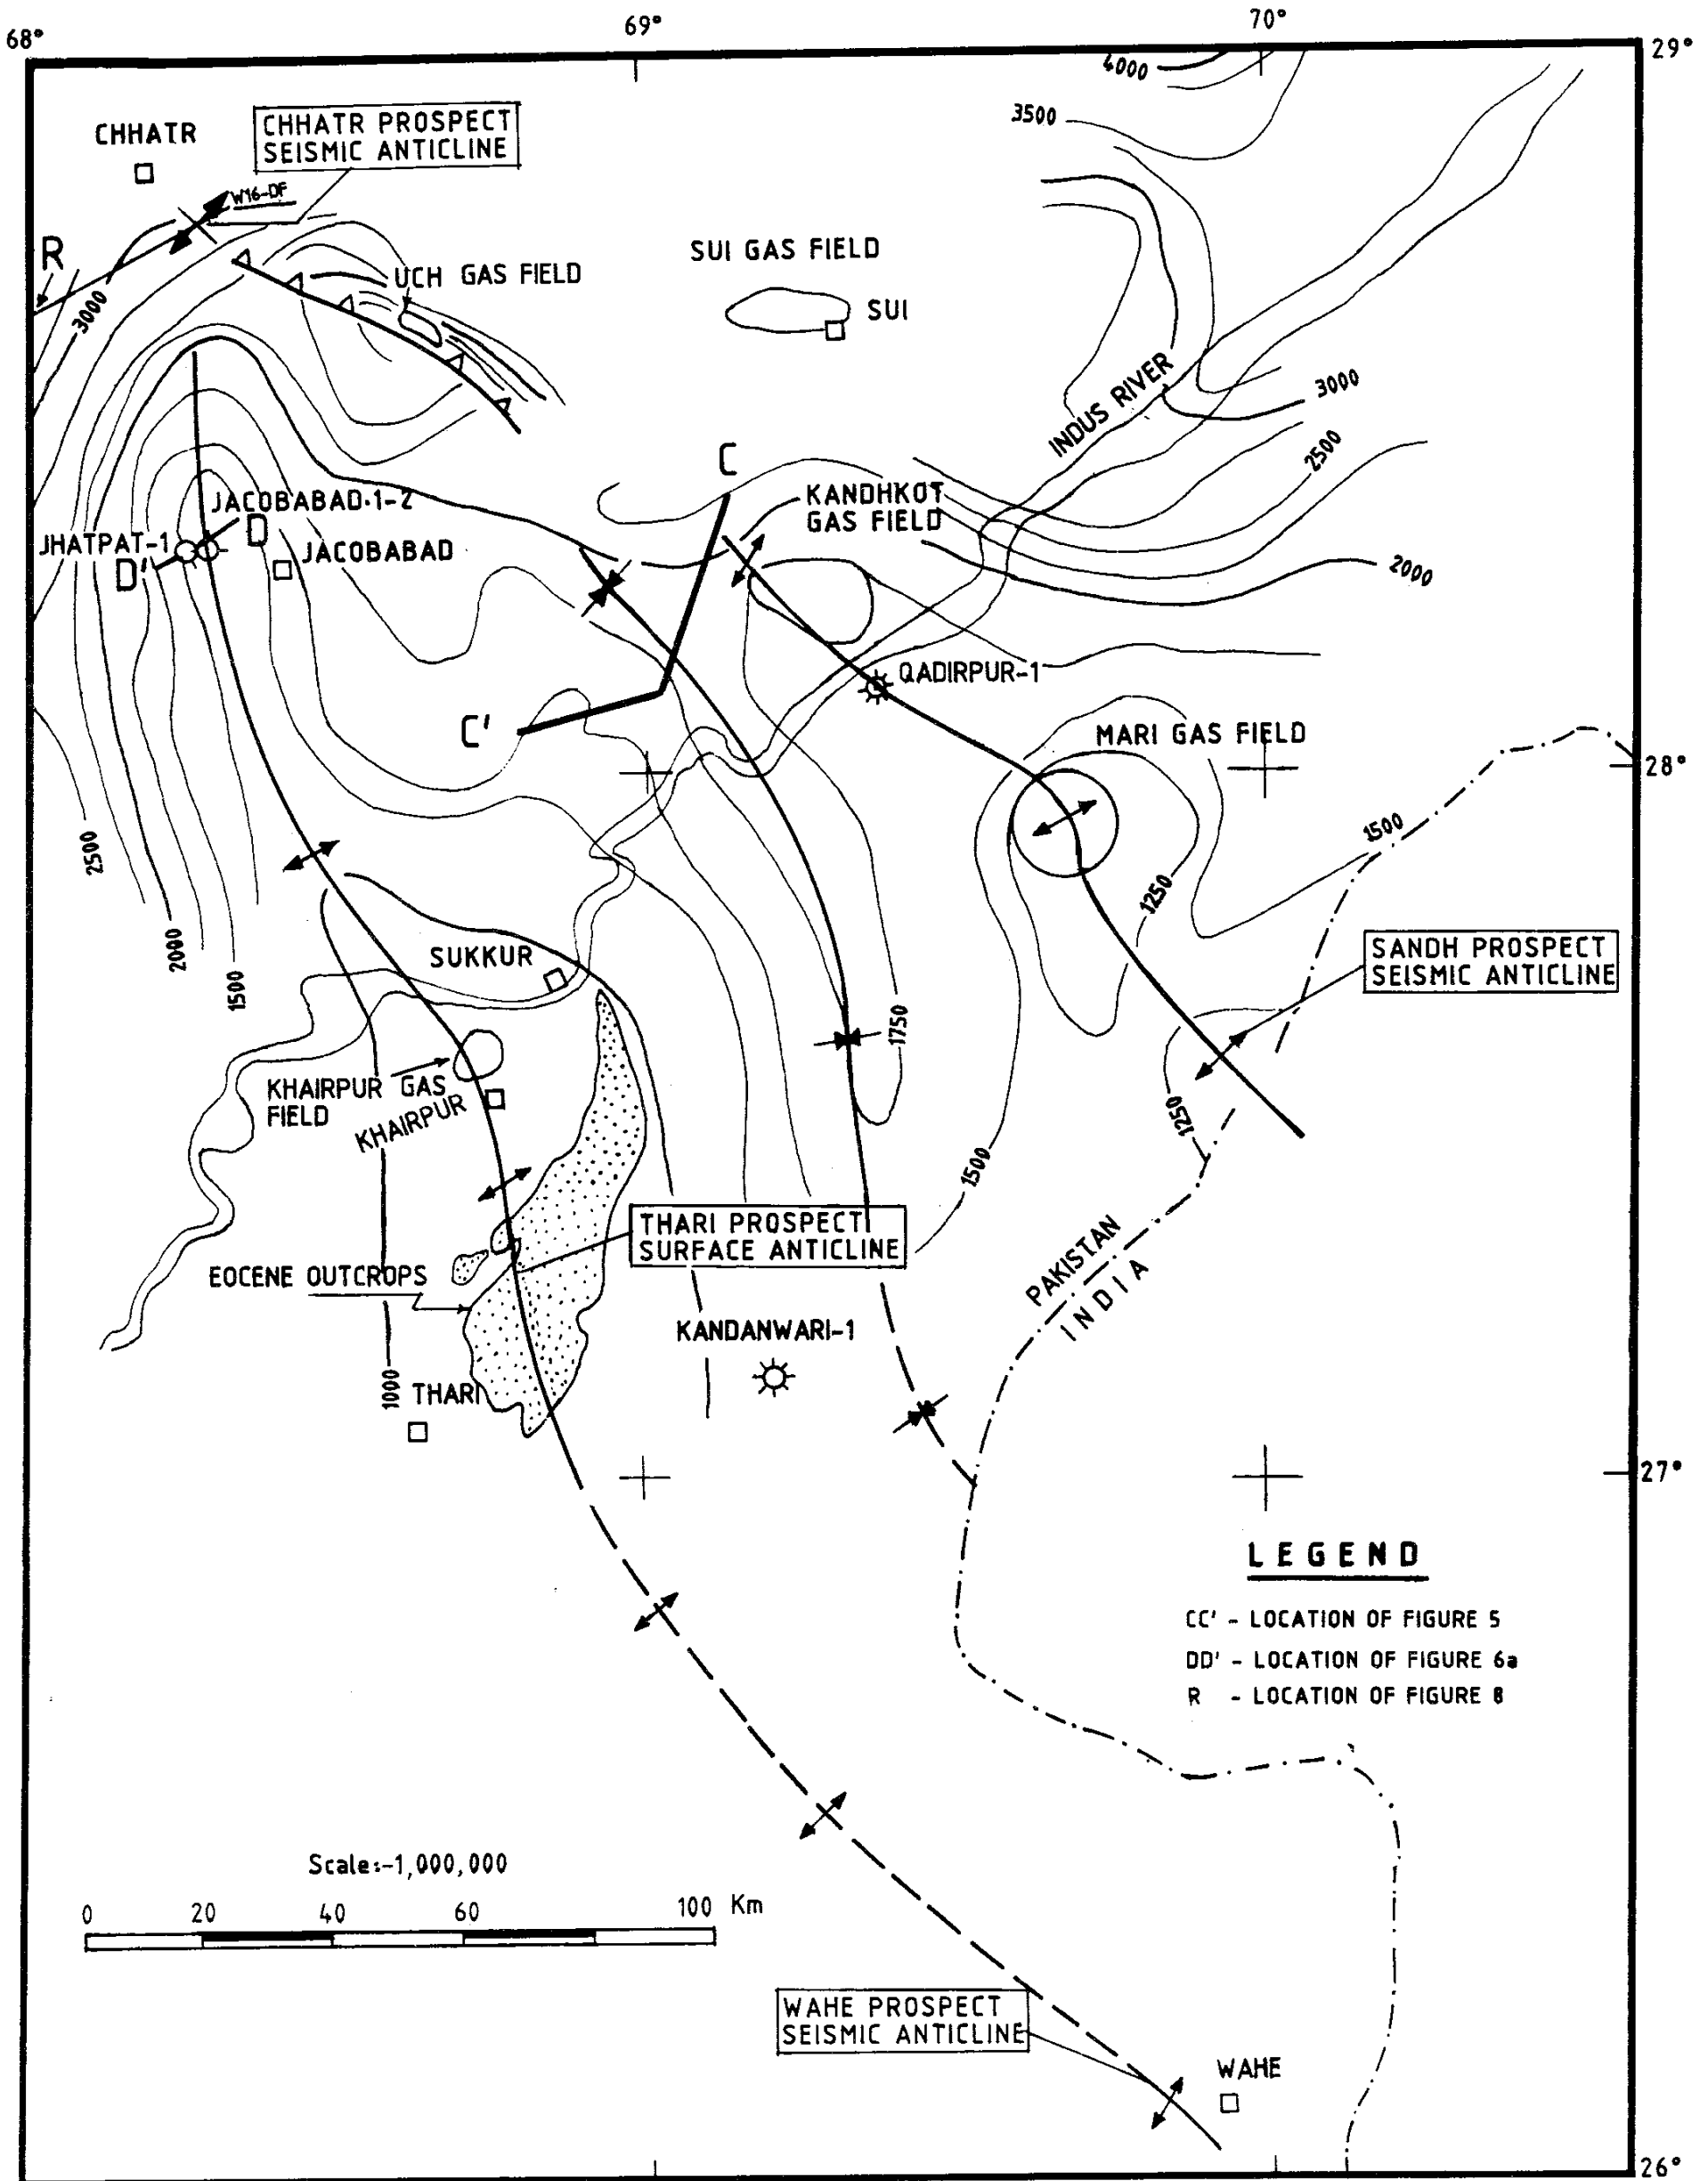 68°
69°
70°
29°
4000
3500
CHHATR
CHHATR PROSPECT
SEISMIC ANTICLINE
W16-DF
R
3000
UCH GAS FIELD
SUI GAS FIELD
SUI
INDUS RIVER
3000
2500
2000
C
KANDHKOT
GAS FIELD
JACOBABAD.1-2
D
JHATPAT-1
D'
JACOBABAD
C'
QADIRPUR-1
MARI GAS FIELD
28°
1500
1250
2500
2000
1500
SUKKUR
SANDH PROSPECT
SEISMIC ANTICLINE
1750
KHAIRPUR GAS
FIELD
KHAIRPUR
1250
1500
THARI PROSPECT
SURFACE ANTICLINE
EOCENE OUTCROPS
PAKISTAN
INDIA
KANDANWARI-1
1000
THARI
27°
LEGEND
CC' - LOCATION OF FIGURE 5
DD' - LOCATION OF FIGURE 6a
R - LOCATION OF FIGURE 8
Scale:-1,000,000
0 20 40 60 100 Km
WAHE PROSPECT
SEISMIC ANTICLINE
WAHE
26°